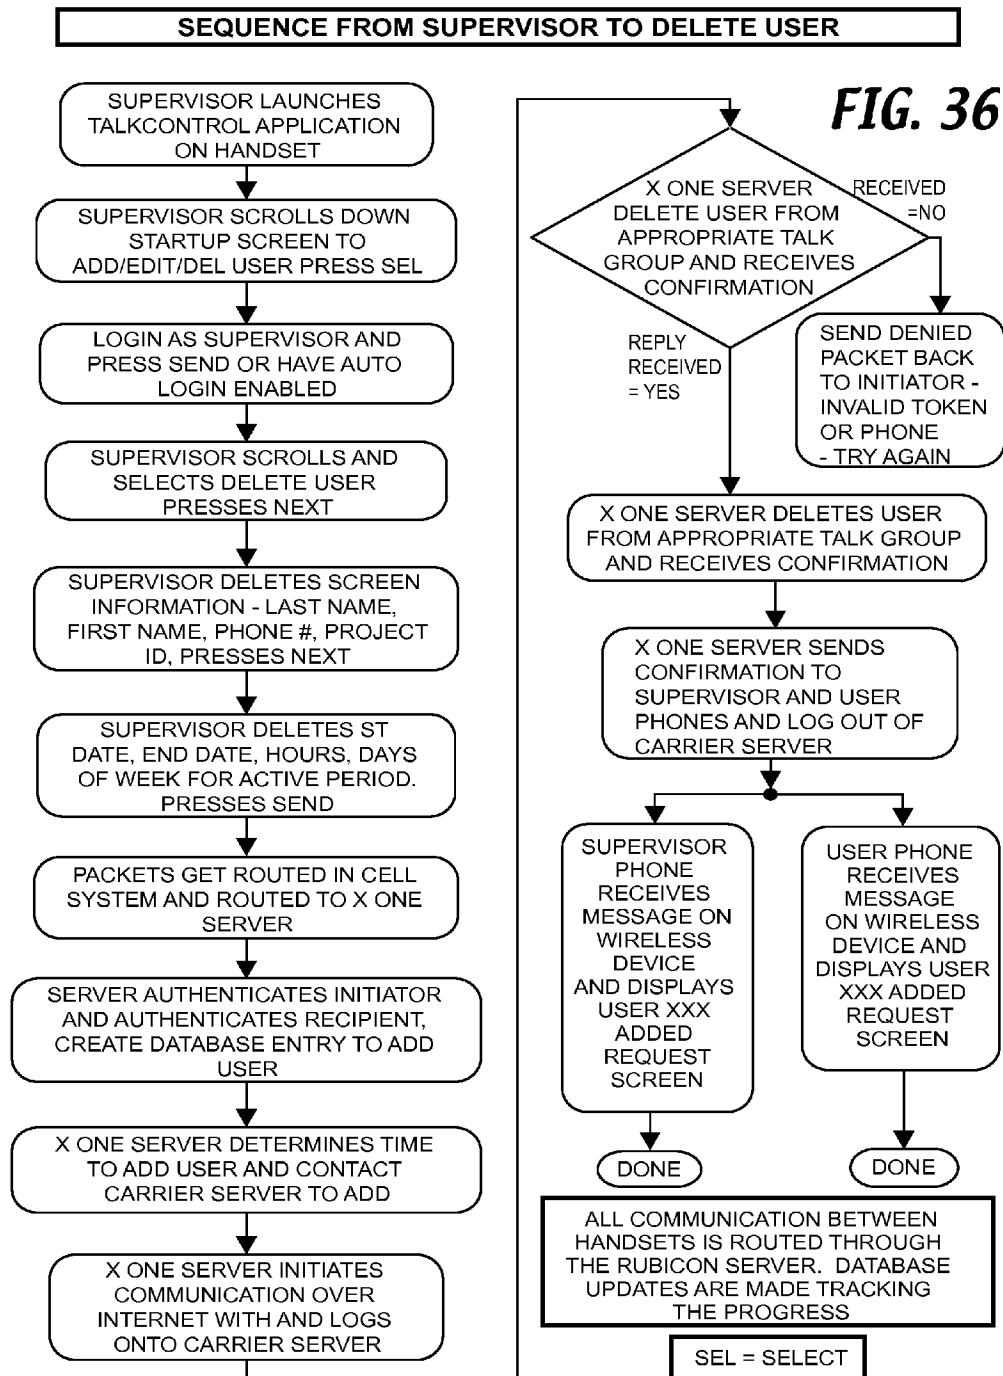 SEQUENCE FROM SUPERVISOR TO DELETE USER
FIG. 36
SUPERVISOR LAUNCHES
TALKCONTROL APPLICATION
ON HANDSET
SUPERVISOR SCROLLS DOWN
STARTUP SCREEN TO
ADD/EDIT/DEL USER PRESS SEL
LOGIN AS SUPERVISOR AND
PRESS SEND OR HAVE AUTO
LOGIN ENABLED
SUPERVISOR SCROLLS AND
SELECTS DELETE USER
PRESSES NEXT
SUPERVISOR DELETES SCREEN
INFORMATION - LAST NAME,
FIRST NAME, PHONE #, PROJECT
ID, PRESSES NEXT
SUPERVISOR DELETES ST
DATE, END DATE, HOURS, DAYS
OF WEEK FOR ACTIVE PERIOD.
PRESSES SEND
PACKETS GET ROUTED IN CELL
SYSTEM AND ROUTED TO X ONE
SERVER
SERVER AUTHENTICATES INITIATOR
AND AUTHENTICATES RECIPIENT,
CREATE DATABASE ENTRY TO ADD
USER
X ONE SERVER DETERMINES TIME
TO ADD USER AND CONTACT
CARRIER SERVER TO ADD
X ONE SERVER INITIATES
COMMUNICATION OVER
INTERNET WITH AND LOGS
ONTO CARRIER SERVER
X ONE SERVER
DELETE USER FROM
APPROPRIATE TALK
GROUP AND RECEIVES
CONFIRMATION
RECEIVED
=NO
SEND DENIED
PACKET BACK
TO INITIATOR -
INVALID TOKEN
OR PHONE
- TRY AGAIN
REPLY
RECEIVED
= YES
X ONE SERVER DELETES USER
FROM APPROPRIATE TALK GROUP
AND RECEIVES CONFIRMATION
X ONE SERVER SENDS
CONFIRMATION TO
SUPERVISOR AND USER
PHONES AND LOG OUT OF
CARRIER SERVER
SUPERVISOR
PHONE
RECEIVES
MESSAGE ON
WIRELESS
DEVICE
AND DISPLAYS
USER XXX
ADDED
REQUEST
SCREEN
DONE
USER PHONE
RECEIVES
MESSAGE
ON WIRELESS
DEVICE AND
DISPLAYS USER
XXX ADDED
REQUEST
SCREEN
DONE
ALL COMMUNICATION BETWEEN
HANDSETS IS ROUTED THROUGH
THE RUBICON SERVER. DATABASE
UPDATES ARE MADE TRACKING
THE PROGRESS
SEL = SELECT